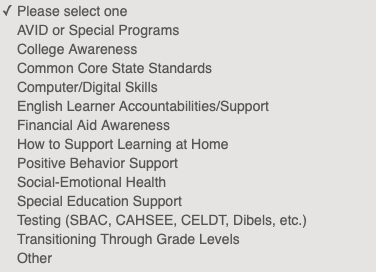 ✓ Please select one
AVID or Special Programs
College Awareness
Common Core State Standards
Computer/Digital Skills
English Learner Accountabilities/Support
Financial Aid Awareness
How to Support Learning at Home
Positive Behavior Support
Social-Emotional Health
Special Education Support
Testing (SBAC, CAHSEE, CELDT, Dibels, etc.)
Transitioning Through Grade Levels
Other